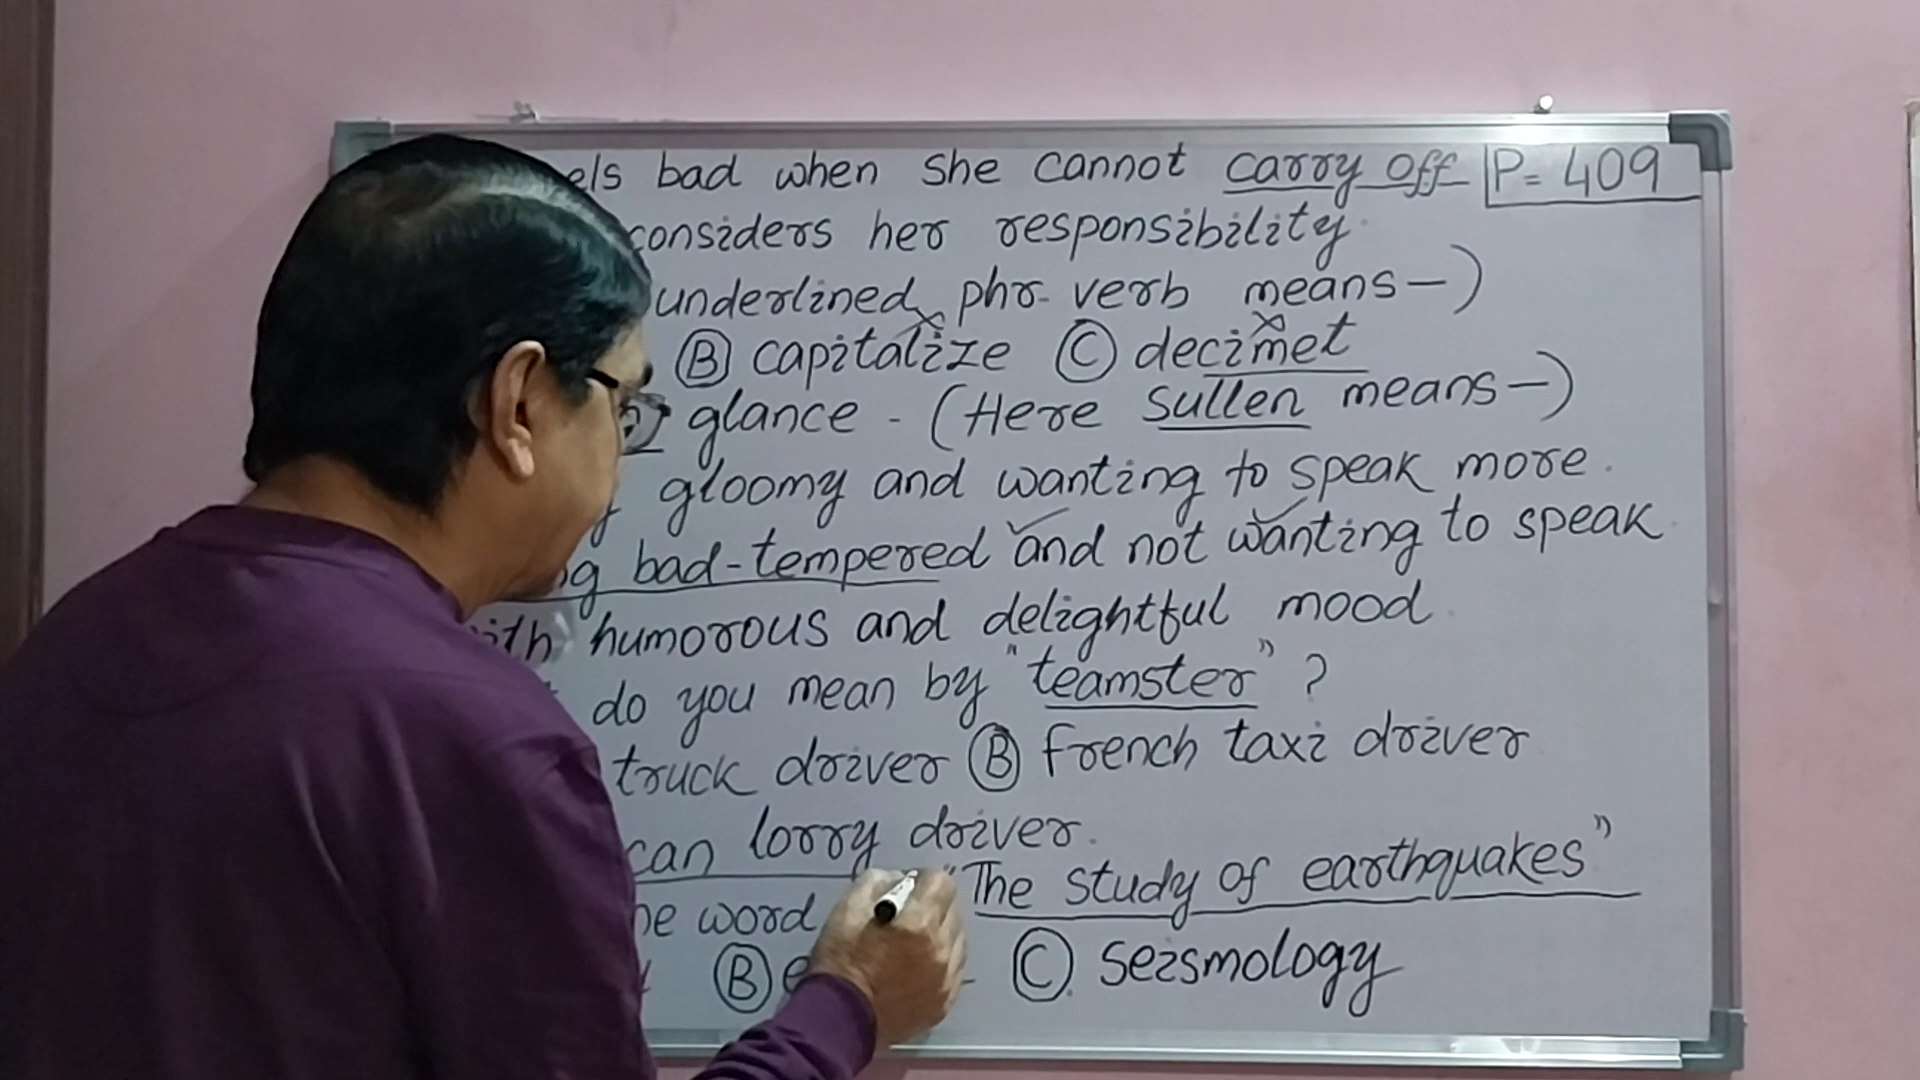 els bad when she cannot carry off P= 409
considers her responsibility.
underlined phr. verb means-)
Ⓑ capitalize Ⓒ decimet
glance - (Here sullen means-)
gloomy and wanting to speak more.
g bad-tempered and not wanting to speak
ith humorous and delightful mood
do you mean by "teamster" ?
truck driver Ⓑ French taxi driver
can lorry driver.
he word "The study of earthquakes"
Ⓑ Ⓒ seismology